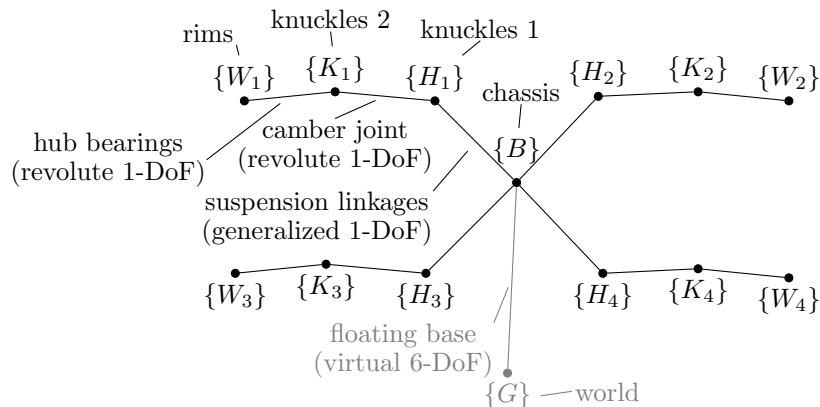 knuckles 2
rims
knuckles 1
{W₁}
{K₁}
{H₁}
{H₂}
{K₂}
{W₂}
chassis
hub bearings
(revolute 1-DoF)
camber joint
(revolute 1-DoF)
{B}
suspension linkages
(generalized 1-DoF)
{W₃}
{K₃}
{H₃}
{H₄}
{K₄}
{W₄}
floating base
(virtual 6-DoF)
{G}
world